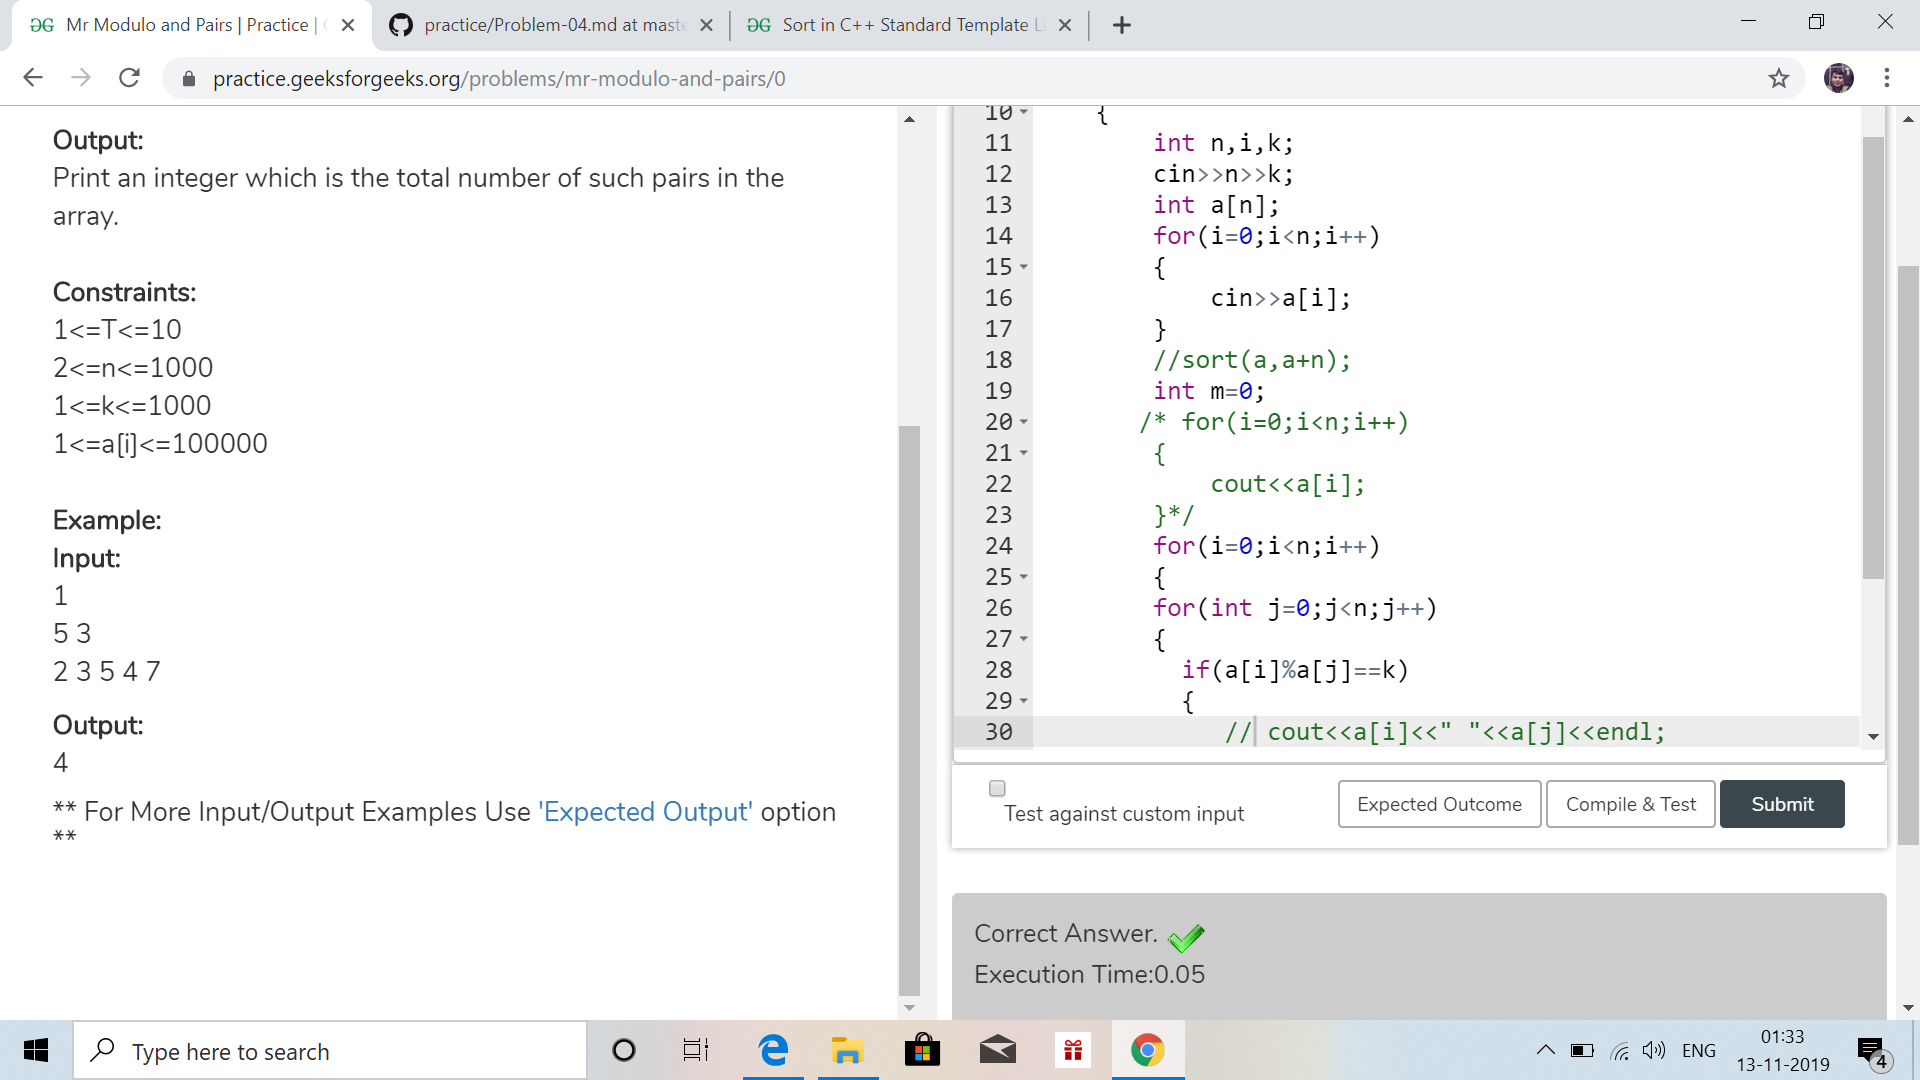 Mr Modulo and Pairs | Practice |
practice/Problem-04.md at maste
Sort in C++ Standard Template Li
practice.geeksforgeeks.org/problems/mr-modulo-and-pairs/0
Output:
Print an integer which is the total number of such pairs in the
array.
Constraints:
1<=T<=10
2<=n<=1000
1<=k<=1000
1<=a[i]<=100000
Example:
Input:
1
5 3
2 3 5 4 7
Output:
4
** For More Input/Output Examples Use 'Expected Output' option
**
10 {
11 int n,i,k;
12 cin>>n>>k;
13 int a[n];
14 for(i=0;i<n;i++)
15 {
16 cin>>a[i];
17 }
18 //sort(a,a+n);
19 int m=0;
20 /* for(i=0;i<n;i++)
21 {
22 cout<<a[i];
23 }*/
24 for(i=0;i<n;i++)
25 {
26 for(int j=0;j<n;j++)
27 {
28 if(a[i]%a[j]==k)
29 {
30 // cout<<a[i]<<" "<<a[j]<<endl;
Test against custom input
Expected Outcome
Compile & Test
Submit
Correct Answer.
Execution Time:0.05
Type here to search
ENG
01:33
13-11-2019
4